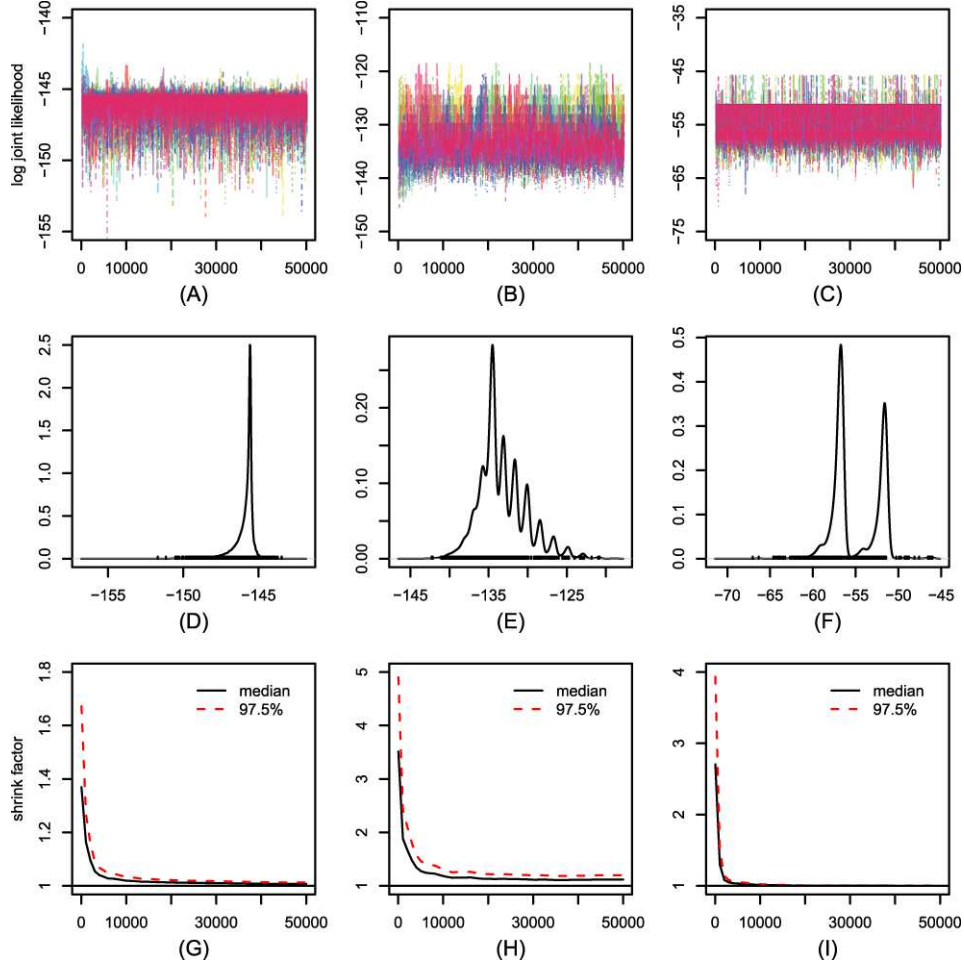 −140
−145
−150
−155
log joint likelihood
0 10000 30000 50000
(A)
−110
−120
−130
−140
−150
0 10000 30000 50000
(B)
−35
−45
−55
−65
−75
0 10000 30000 50000
(C)
2.5
2.0
1.5
1.0
0.5
0.0
−155 −150 −145
(D)
0.20
0.10
0.00
−145 −135 −125
(E)
0.5
0.4
0.3
0.2
0.1
0.0
−70 −65 −60 −55 −50 −45
(F)
1.8
1.6
1.4
1.2
1
shrink factor
median
97.5%
0 10000 30000 50000
(G)
5
4
3
2
1
median
97.5%
0 10000 30000 50000
(H)
4
3
2
1
median
97.5%
0 10000 30000 50000
(I)